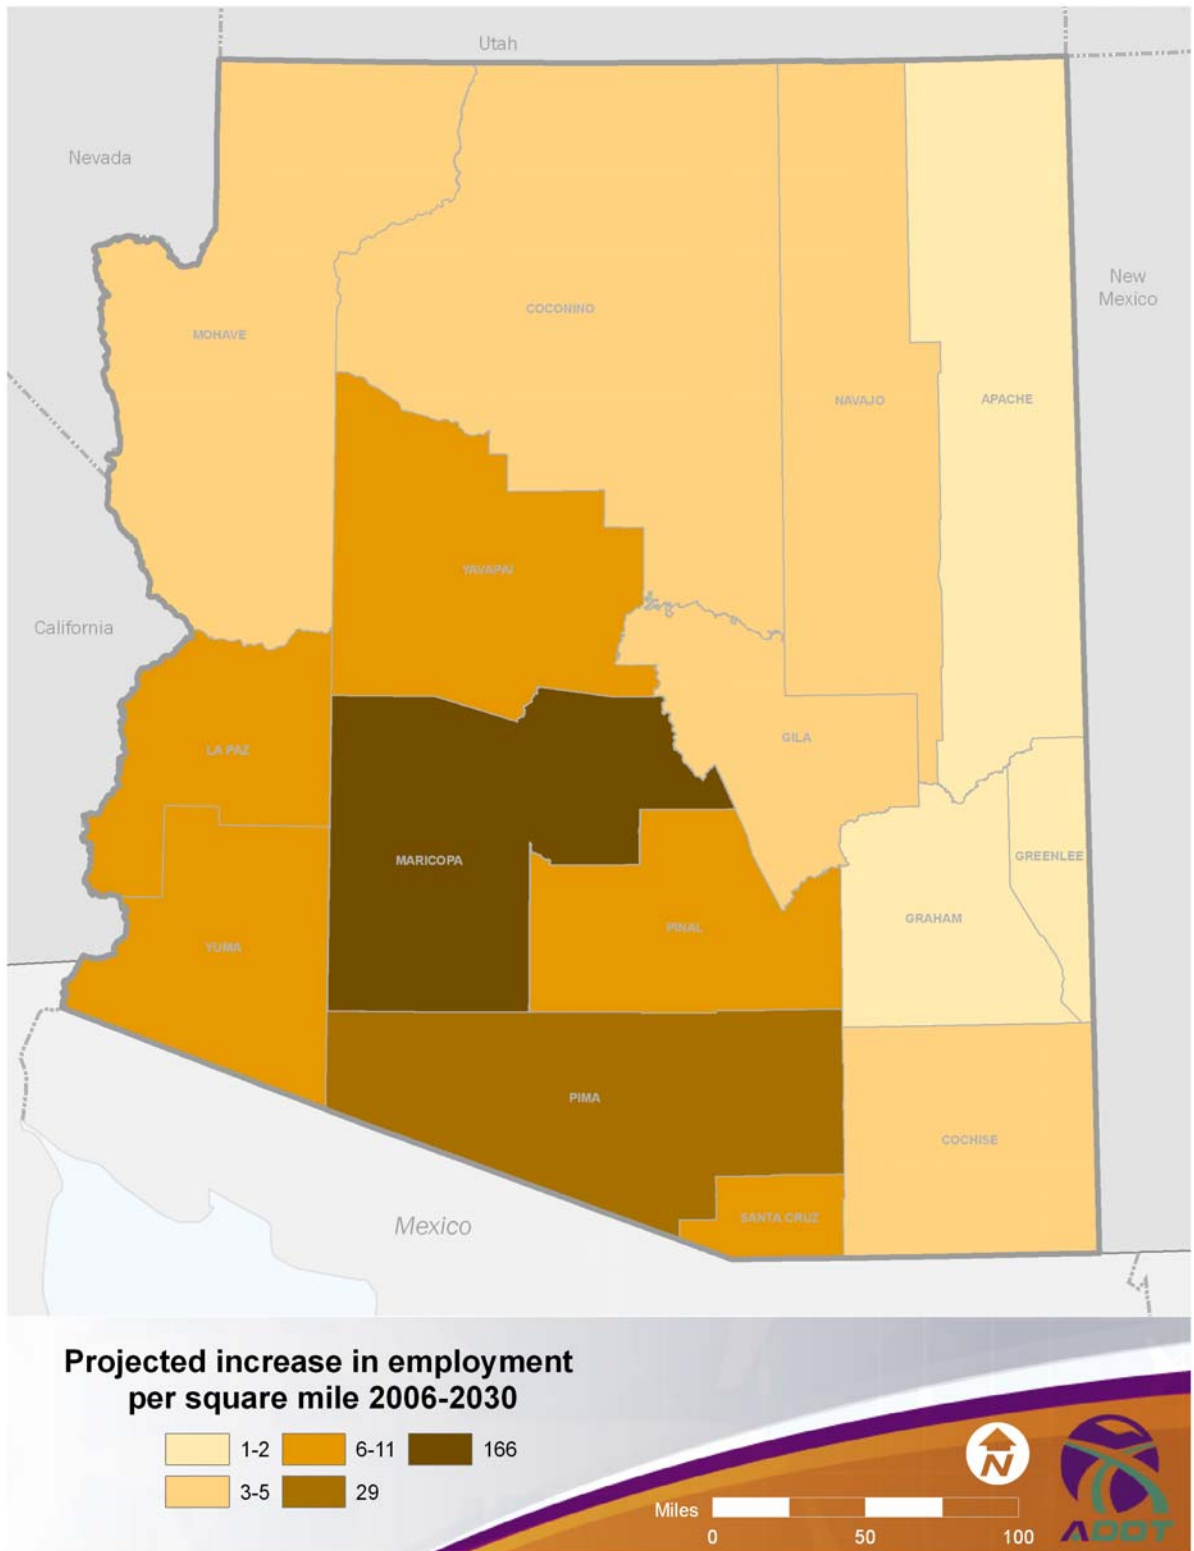 Utah
Nevada
New
Mexico
COCONINO
MOHAVE
NAVAJO
APACHE
YAVAPAI
California
GILA
LA PAZ
MARICOPA
GREENLEE
GRAHAM
PINAL
YUMA
PIMA
COCHISE
SANTA CRUZ
Mexico
Projected increase in employment
per square mile 2006-2030
1-2 6-11 166
3-5 29
N
Miles
0 50 100
ADOT